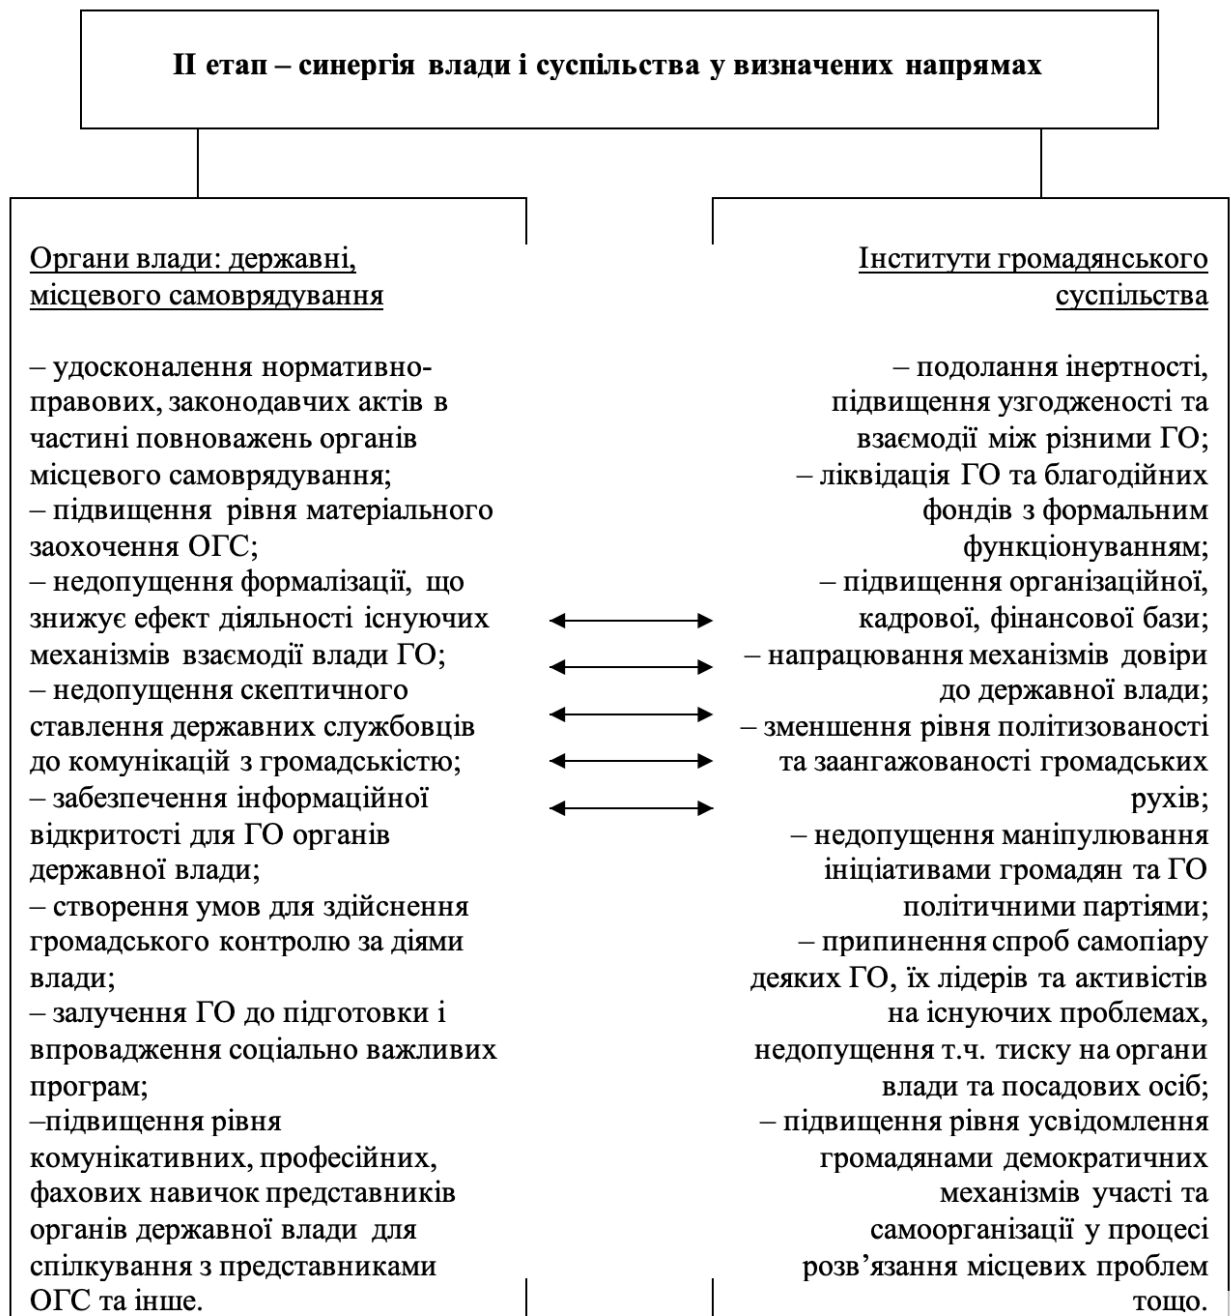 ІІ етап – синергія влади і суспільства у визначених напрямах
Органи влади: державні,
місцевого самоврядування
– удосконалення нормативно-
правових, законодавчих актів в
частині повноважень органів
місцевого самоврядування;
– підвищення рівня матеріального
заохочення ОГС;
– недопущення формалізації, що
знижує ефект діяльності існуючих
механізмів взаємодії влади ГО;
– недопущення скептичного
ставлення державних службовців
до комунікацій з громадськістю;
– забезпечення інформаційної
відкритості для ГО органів
державної влади;
– створення умов для здійснення
громадського контролю за діями
влади;
– залучення ГО до підготовки і
впровадження соціально важливих
програм;
–підвищення рівня
комунікативних, професійних,
фахових навичок представників
органів державної влади для
спілкування з представниками
ОГС та інше.
Інститути громадянського
суспільства
– подолання інертності,
підвищення узгодженості та
взаємодії між різними ГО;
– ліквідація ГО та благодійних
фондів з формальним
функціонуванням;
– підвищення організаційної,
кадрової, фінансової бази;
– напрацювання механізмів довіри
до державної влади;
– зменшення рівня політизованості
та заангажованості громадських
рухів;
– недопущення маніпулювання
ініціативами громадян та ГО
політичними партіями;
– припинення спроб самопіару
деяких ГО, їх лідерів та активістів
на існуючих проблемах,
недопущення т.ч. тиску на органи
влади та посадових осіб;
– підвищення рівня усвідомлення
громадянами демократичних
механізмів участі та
самоорганізації у процесі
розв’язання місцевих проблем
тощо.